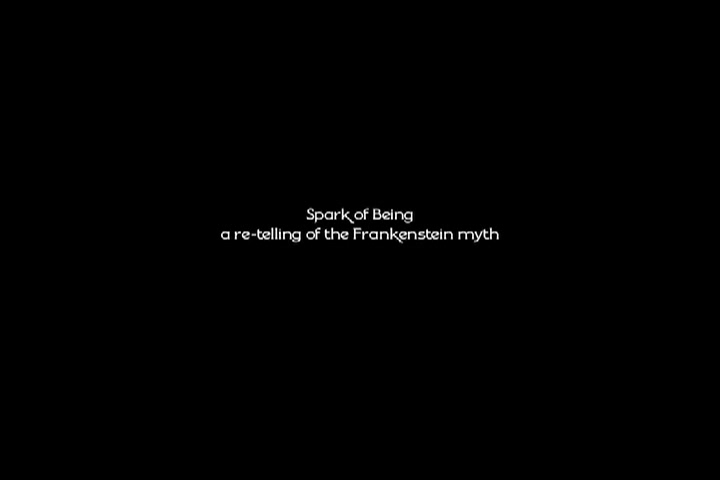 Spark of Being
a re-telling of the Frankenstein myth